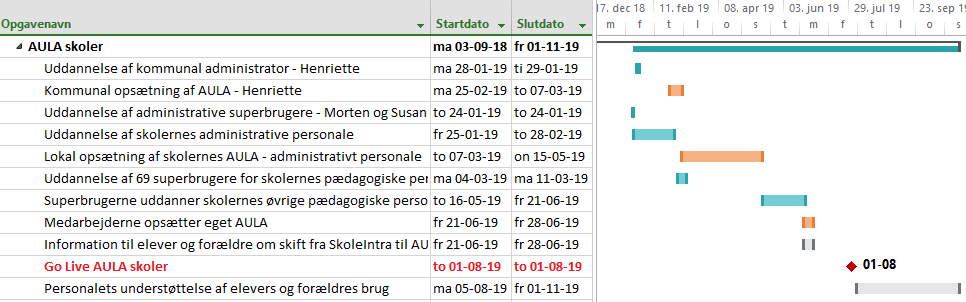 17. dec 18 11. feb 19 08. apr 19 03. jun 19 29. jul 19 23. sep 19
Opgavenavn Startdato Slutdato m f t l o s m f t l o s
AULA skoler ma 03-09-18 fr 01-11-19
Uddannelse af kommunal administrator - Henriette ma 28-01-19 ti 29-01-19
Kommunal opsætning af AULA - Henriette ma 25-02-19 to 07-03-19
Uddannelse af administrative superbrugere - Morten og Susan to 24-01-19 to 24-01-19
Uddannelse af skolernes administrative personale fr 25-01-19 to 28-02-19
Lokal opsætning af skolernes AULA - administrativt personale to 07-03-19 on 15-05-19
Uddannelse af 69 superbrugere for skolernes pædagogiske per ma 04-03-19 ma 11-03-19
Superbrugerne uddanner skolernes øvrige pædagogiske perso to 16-05-19 fr 21-06-19
Medarbejderne opsætter eget AULA fr 21-06-19 fr 28-06-19
Information til elever og forældre om skift fra SkoleIntra til AU fr 21-06-19 fr 28-06-19
Go Live AULA skoler to 01-08-19 to 01-08-19 01-08
Personalets understøttelse af elevers og forældres brug ma 05-08-19 fr 01-11-19